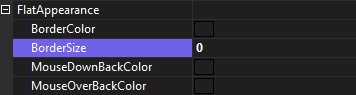 FlatAppearance
BorderColor
BorderSize 0
MouseDownBackColor
MouseOverBackColor